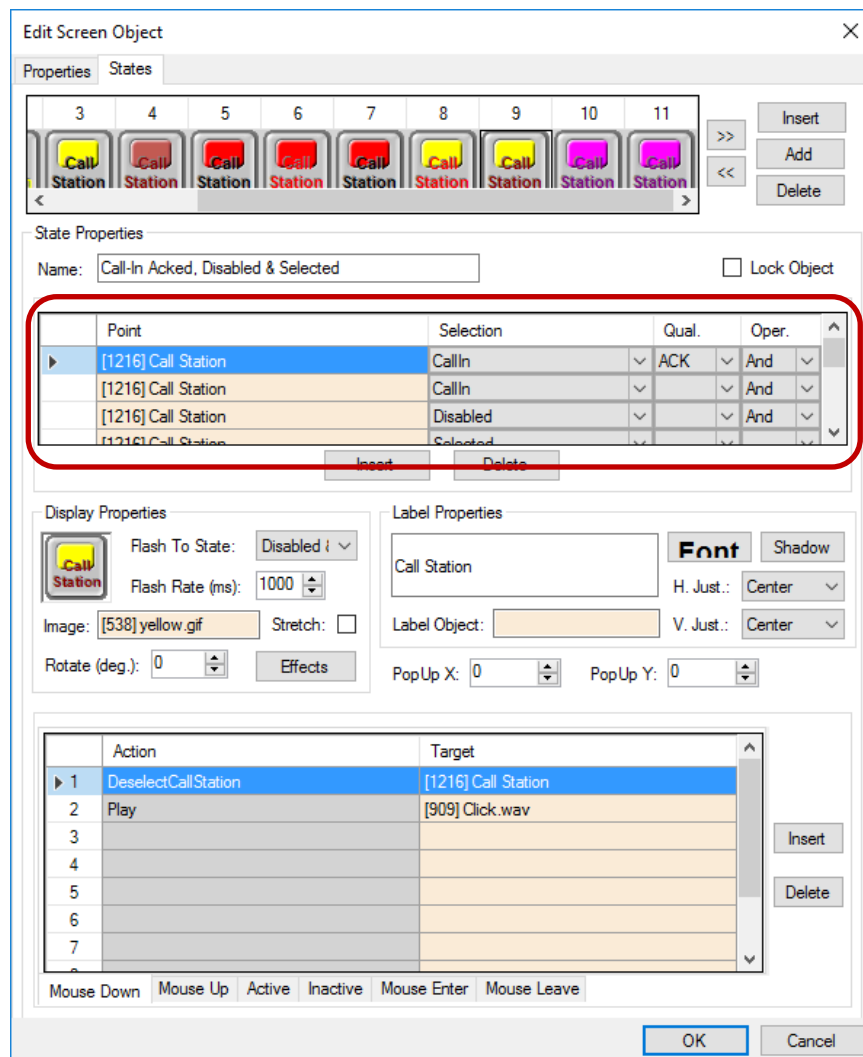 Edit Screen Object
Properties States
3 4 5 6 7 8 9 10 11
Call Call Call Call Call Call Call Call Call
Station Station Station Station Station Station Station Station Station
>> <<
Insert
Add
Delete
State Properties
Name: Call-In Acked, Disabled & Selected Lock Object
Point Selection Qual. Oper.
[1216] Call Station CallIn ACK And
[1216] Call Station CallIn And
[1216] Call Station Disabled And
[1216] Call Station Selected
Insert Delete
Display Properties
Call
Station
Flash To State: Disabled &
Flash Rate (ms): 1000
Image: [538] yellow.gif Stretch:
Rotate (deg.): 0 Effects
Label Properties
Call Station
Font Shadow
H. Just.: Center
Label Object: V. Just.: Center
PopUp X: 0 PopUp Y: 0
Action Target
1 DeselectCallStation [1216] Call Station
2 Play [909] Click.wav
3
4
5
6
7
Insert
Delete
Mouse Down Mouse Up Active Inactive Mouse Enter Mouse Leave
OK Cancel